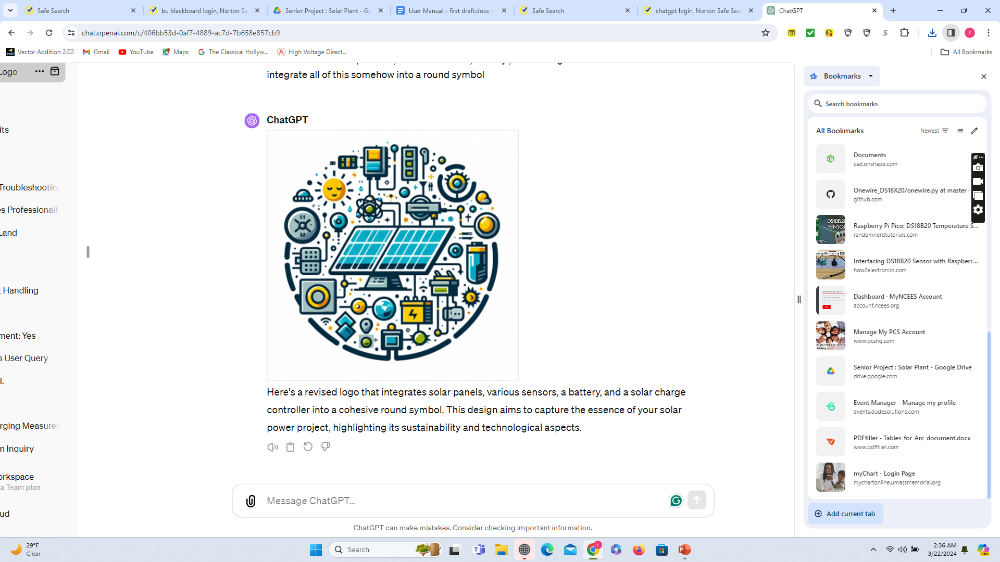 Safe Search
bu blackboard login, Norton Sa
Senior Project : Solar Plant - Go
User Manual - first draft.docx -
Safe Search
chatgpt login, Norton Safe Sear
ChatGPT
chat.openai.com/c/406bb53d-0af7-4889-ac7d-7b658e857cb9
Vector Addition 2.02
Gmail
YouTube
Maps
The Classical Hollyw...
High Voltage Direct...
All Bookmarks
Logo
its
Troubleshooting
es Professionally
Land
t Handling
ment: Yes
s User Query
l.
rging Measurem
n Inquiry
orkspace
a Team plan
ud
integrate all of this somehow into a round symbol
ChatGPT
Here's a revised logo that integrates solar panels, various sensors, a battery, and a solar charge
controller into a cohesive round symbol. This design aims to capture the essence of your solar
power project, highlighting its sustainability and technological aspects.
Message ChatGPT...
ChatGPT can make mistakes. Consider checking important information.
Bookmarks
Search bookmarks
All Bookmarks
Newest
Documents
cad.onshape.com
Onewire_DS18X20/onewire.py at master ·
github.com
DS18B20
SENSOR
Raspberry Pi Pico: DS18B20 Temperature S...
randomnerdtutorials.com
Interfacing DS18B20 Sensor with Raspberr...
how2electronics.com
Dashboard · MyNCEES Account
account.ncees.org
Manage My PCS Account
www.pcshq.com
Senior Project : Solar Plant - Google Drive
drive.google.com
Event Manager - Manage my profile
events.dudesolutions.com
PDFfiller - Tables_for_Arc_document.docx
www.pdffiller.com
myChart - Login Page
mychartonline.umassmemorial.org
Add current tab
29°F
Clear
Search
2:36 AM
3/22/2024
PRE